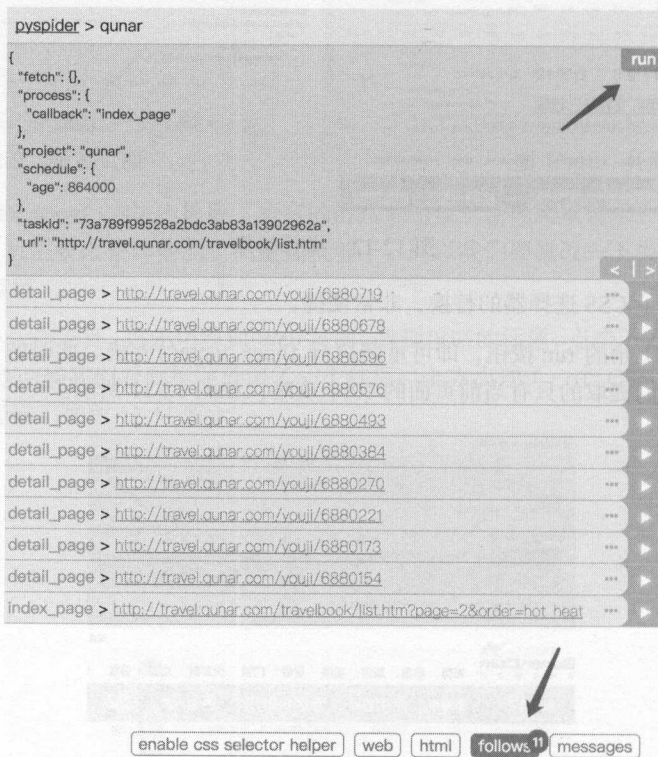 pyspider > qunar
{
run
"fetch": {},
"process": {
"callback": "index_page"
},
"project": "qunar",
"schedule": {
"age": 864000
},
"taskid": "73a789f99528a2bdc3ab83a13902962a",
"url": "http://travel.qunar.com/travelbook/list.htm"
}
< | >
detail_page > http://travel.qunar.com/youji/6880719
detail_page > http://travel.qunar.com/youji/6880678
detail_page > http://travel.qunar.com/youji/6880596
detail_page > http://travel.qunar.com/youji/6880576
detail_page > http://travel.qunar.com/youji/6880493
detail_page > http://travel.qunar.com/youji/6880384
detail_page > http://travel.qunar.com/youji/6880270
detail_page > http://travel.qunar.com/youji/6880221
detail_page > http://travel.qunar.com/youji/6880173
detail_page > http://travel.qunar.com/youji/6880154
index_page > http://travel.qunar.com/travelbook/list.htm?page=2&order=hot_heat
enable css selector helper web html follows 11 messages